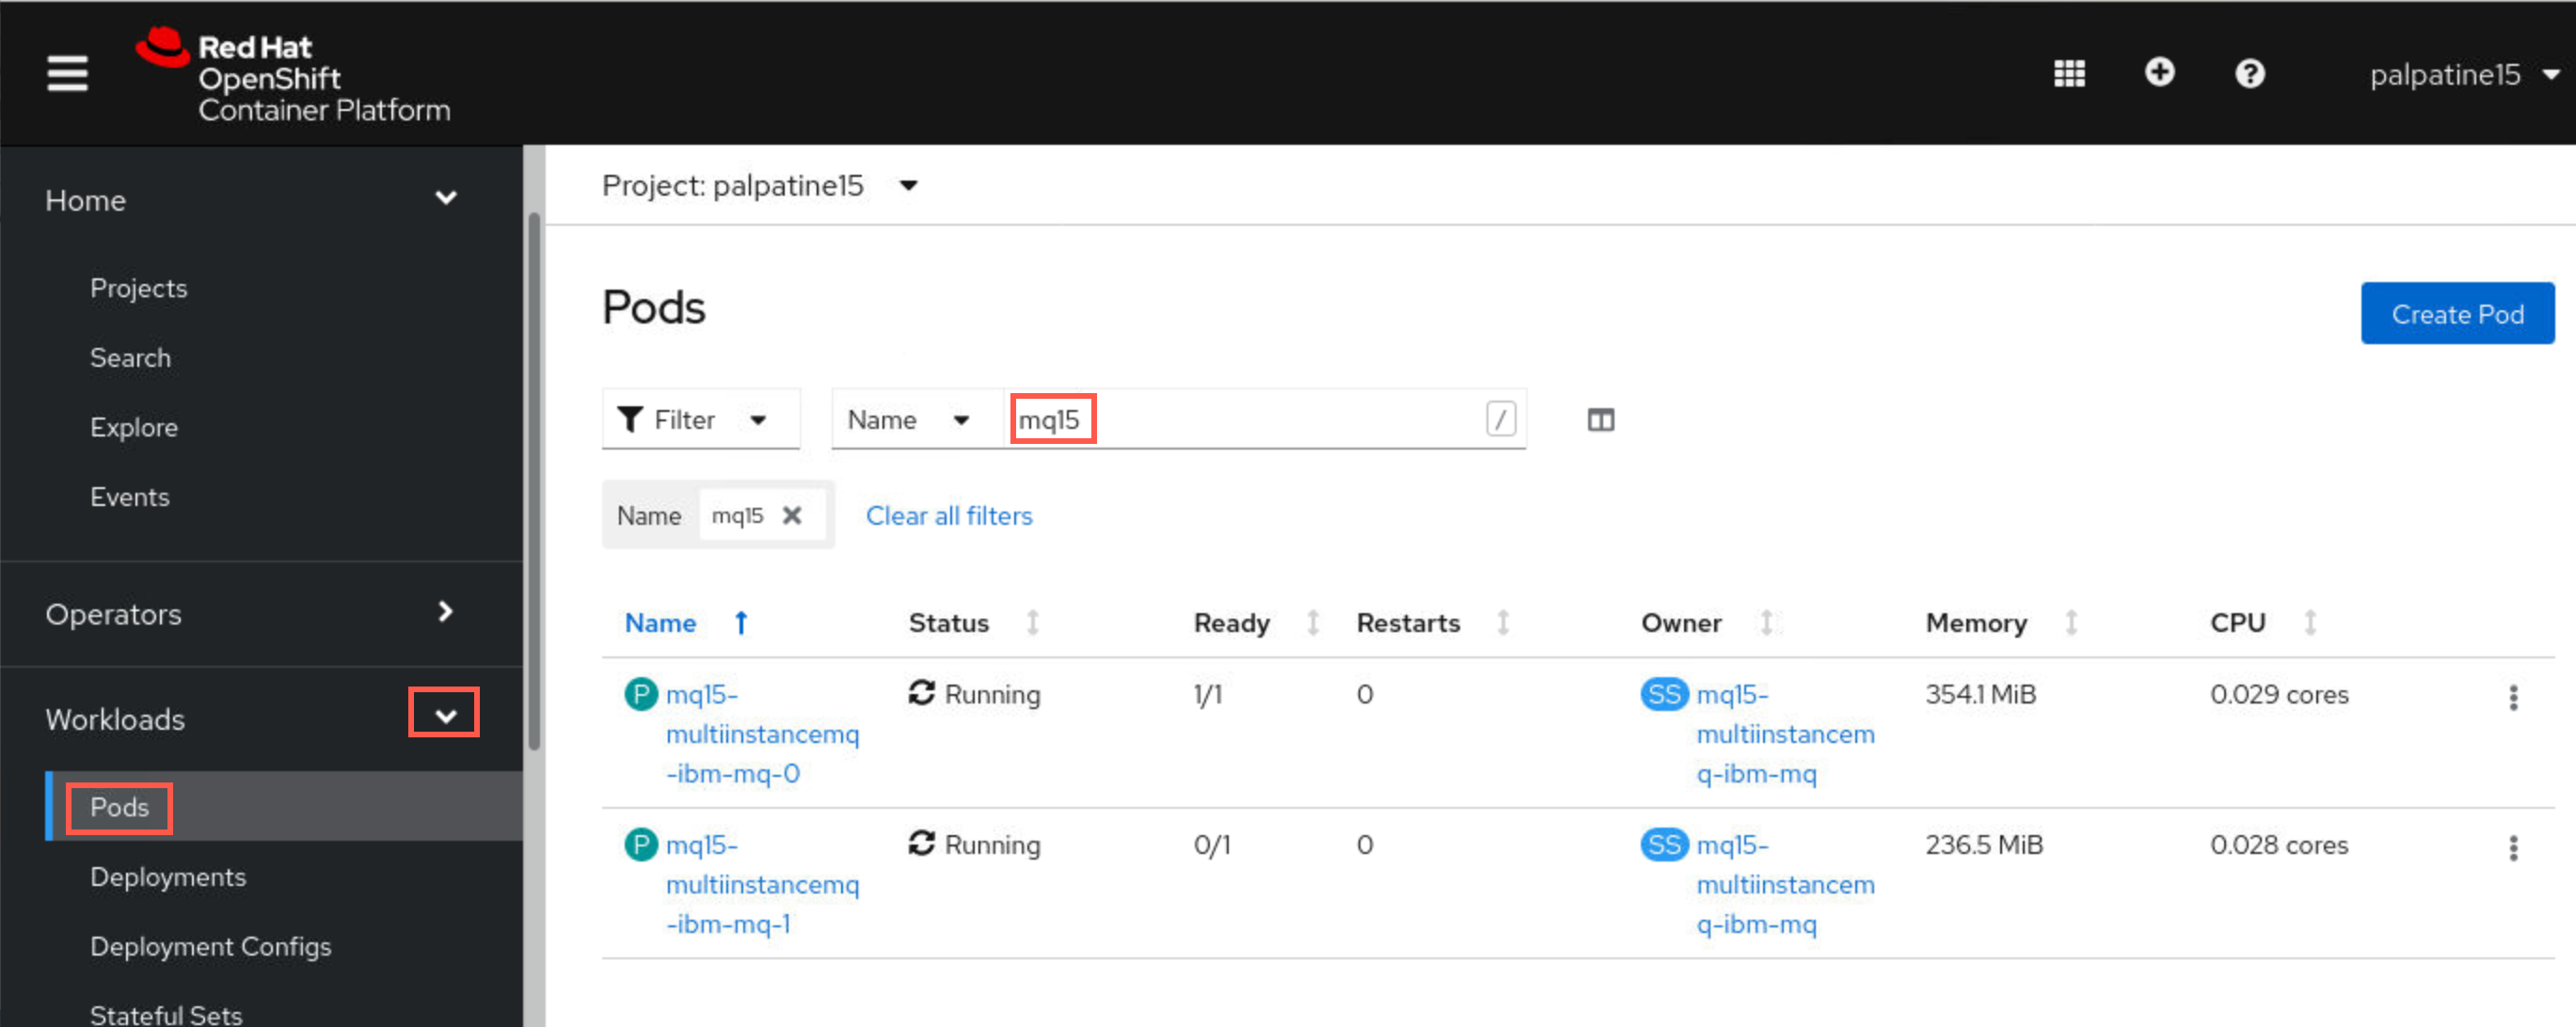 Red Hat
OpenShift
Container Platform
palpatine15
Home
Projects
Search
Explore
Events
Operators
Workloads
Pods
Deployments
Deployment Configs
Stateful Sets
Project: palpatine15
Pods
Create Pod
Filter
Name
mq15
/
Name mq15
Clear all filters
Name Status Ready Restarts Owner Memory CPU
P mq15- Running 1/1 0 SS mq15- 354.1 MiB 0.029 cores
multiinstancemq multiinstancem
-ibm-mq-0 q-ibm-mq
P mq15- Running 0/1 0 SS mq15- 236.5 MiB 0.028 cores
multiinstancemq multiinstancem
-ibm-mq-1 q-ibm-mq